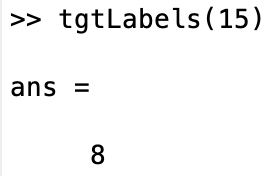 >> tgtLabels(15)
ans =
8